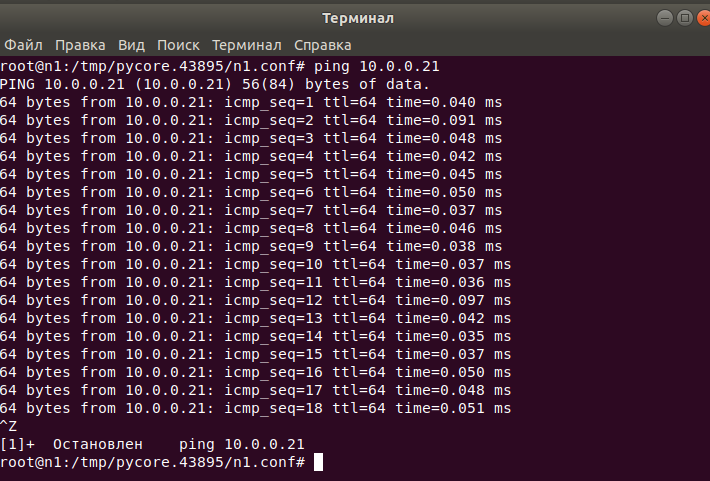 Терминал
Файл Правка Вид Поиск Терминал Справка
root@n1:/tmp/pycore.43895/n1.conf# ping 10.0.0.21
PING 10.0.0.21 (10.0.0.21) 56(84) bytes of data.
64 bytes from 10.0.0.21: icmp_seq=1 ttl=64 time=0.040 ms
64 bytes from 10.0.0.21: icmp_seq=2 ttl=64 time=0.091 ms
64 bytes from 10.0.0.21: icmp_seq=3 ttl=64 time=0.048 ms
64 bytes from 10.0.0.21: icmp_seq=4 ttl=64 time=0.042 ms
64 bytes from 10.0.0.21: icmp_seq=5 ttl=64 time=0.045 ms
64 bytes from 10.0.0.21: icmp_seq=6 ttl=64 time=0.050 ms
64 bytes from 10.0.0.21: icmp_seq=7 ttl=64 time=0.037 ms
64 bytes from 10.0.0.21: icmp_seq=8 ttl=64 time=0.046 ms
64 bytes from 10.0.0.21: icmp_seq=9 ttl=64 time=0.038 ms
64 bytes from 10.0.0.21: icmp_seq=10 ttl=64 time=0.037 ms
64 bytes from 10.0.0.21: icmp_seq=11 ttl=64 time=0.036 ms
64 bytes from 10.0.0.21: icmp_seq=12 ttl=64 time=0.097 ms
64 bytes from 10.0.0.21: icmp_seq=13 ttl=64 time=0.042 ms
64 bytes from 10.0.0.21: icmp_seq=14 ttl=64 time=0.035 ms
64 bytes from 10.0.0.21: icmp_seq=15 ttl=64 time=0.037 ms
64 bytes from 10.0.0.21: icmp_seq=16 ttl=64 time=0.050 ms
64 bytes from 10.0.0.21: icmp_seq=17 ttl=64 time=0.048 ms
64 bytes from 10.0.0.21: icmp_seq=18 ttl=64 time=0.051 ms
^Z
[1]+  Остановлен    ping 10.0.0.21
root@n1:/tmp/pycore.43895/n1.conf#